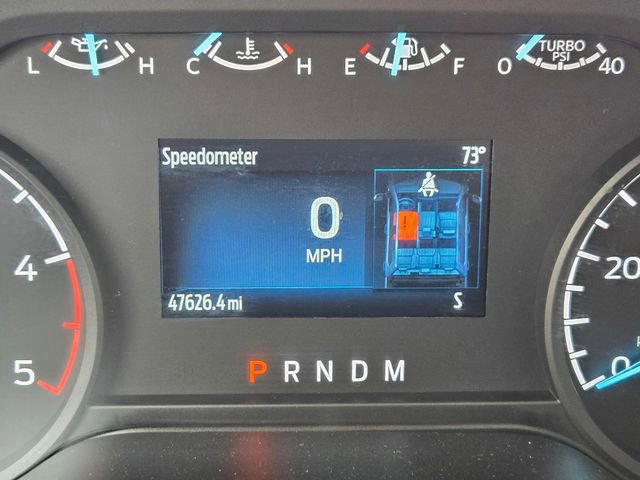 L H C H E F 0 TURBO PSI 40
Speedometer 73°
0
MPH
47626.4 mi S
4
5
20
0
P R N D M